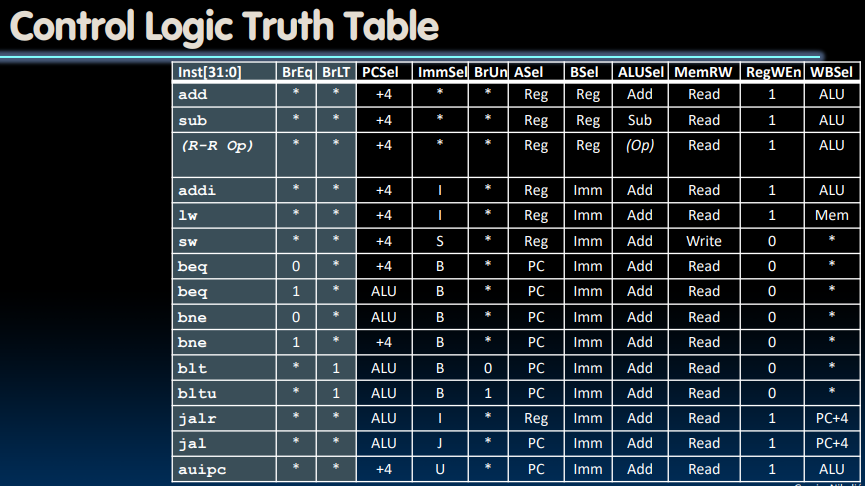 Control Logic Truth Table
Inst[31:0] BrEq BrLT PCSel ImmSel BrUn ASel BSel ALUSel MemRW RegWEn WBSel
add * * +4 * * Reg Reg Add Read 1 ALU
sub * * +4 * * Reg Reg Sub Read 1 ALU
(R-R Op) * * +4 * * Reg Reg (Op) Read 1 ALU
addi * * +4 I * Reg Imm Add Read 1 ALU
lw * * +4 I * Reg Imm Add Read 1 Mem
sw * * +4 S * Reg Imm Add Write 0 *
beq 0 * +4 B * PC Imm Add Read 0 *
beq 1 * ALU B * PC Imm Add Read 0 *
bne 0 * ALU B * PC Imm Add Read 0 *
bne 1 * +4 B * PC Imm Add Read 0 *
blt * 1 ALU B 0 PC Imm Add Read 0 *
bltu * 1 ALU B 1 PC Imm Add Read 0 *
jalr * * ALU I * Reg Imm Add Read 1 PC+4
jal * * ALU J * PC Imm Add Read 1 PC+4
auipc * * +4 U * PC Imm Add Read 1 ALU